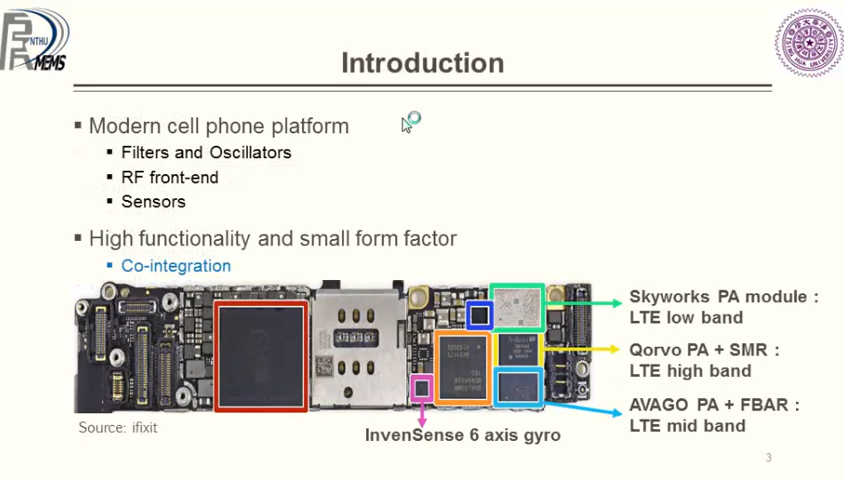 NTHU
MEMS
Introduction
Modern cell phone platform
Filters and Oscillators
RF front-end
Sensors
High functionality and small form factor
Co-integration
Skyworks PA module :
LTE low band
Qorvo PA + SMR :
LTE high band
AVAGO PA + FBAR :
LTE mid band
InvenSense 6 axis gyro
Source: ifixit
3